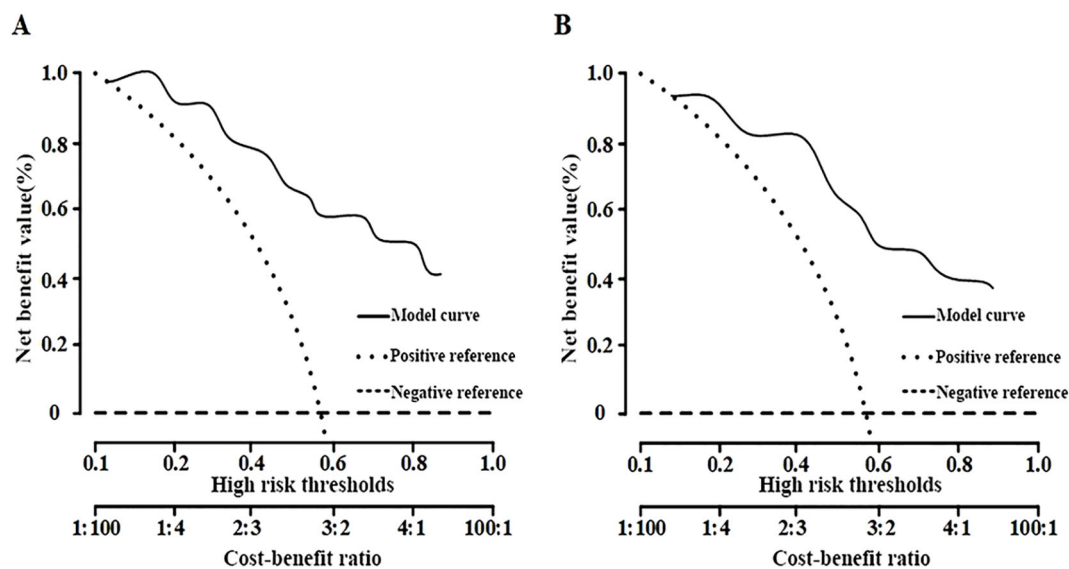 A
Net benefit value(%)
1.0
0.8
0.6
0.4
0.2
0
Model curve
Positive reference
Negative reference
0.1 0.2 0.4 0.6 0.8 1.0
High risk thresholds
1:100 1:4 2:3 3:2 4:1 100:1
Cost-benefit ratio
B
Net benefit value(%)
1.0
0.8
0.6
0.4
0.2
0
Model curve
Positive reference
Negative reference
0.1 0.2 0.4 0.6 0.8 1.0
High risk thresholds
1:100 1:4 2:3 3:2 4:1 100:1
Cost-benefit ratio